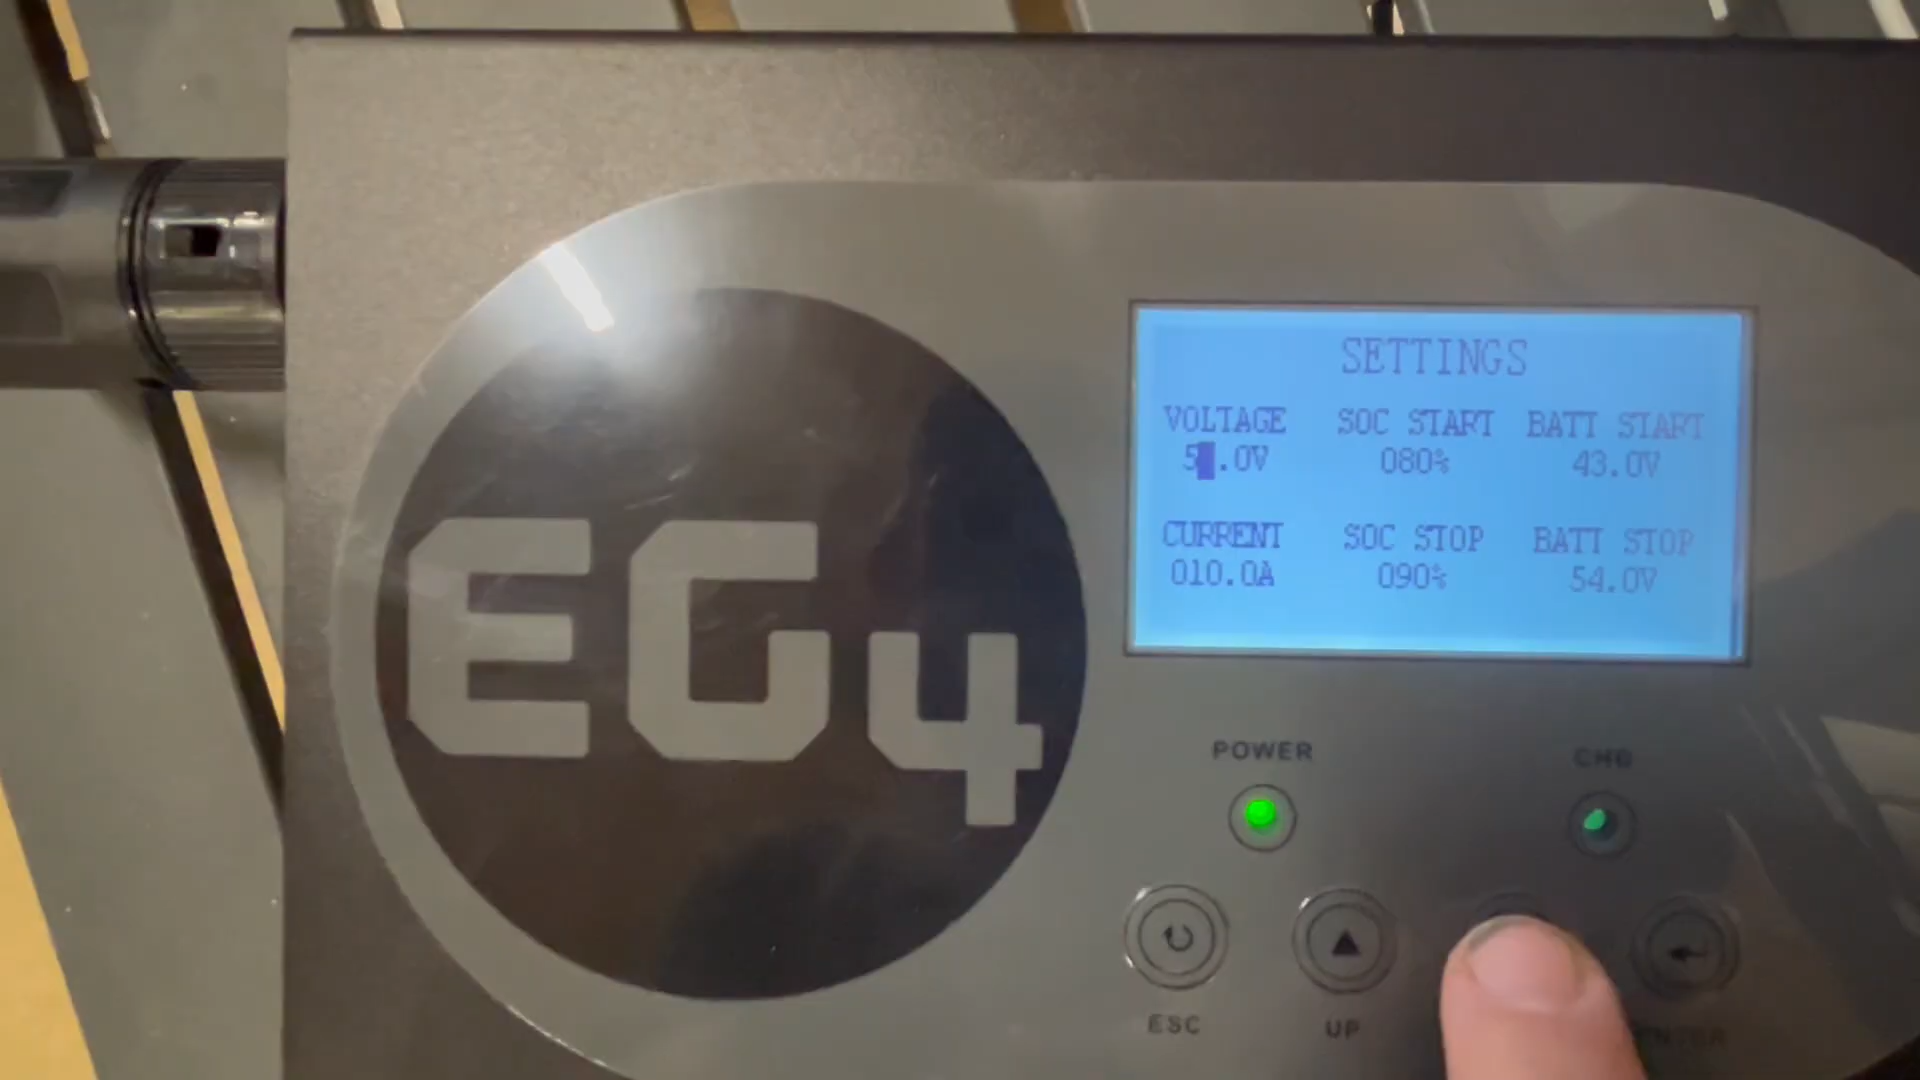 EG4
SETTINGS
VOLTAGE SOC START BATT START
5 .0V 080% 43.0V
CURRENT SOC STOP BATT STOP
010.0A 090% 54.0V
POWER CHG
ESC UP ENTER